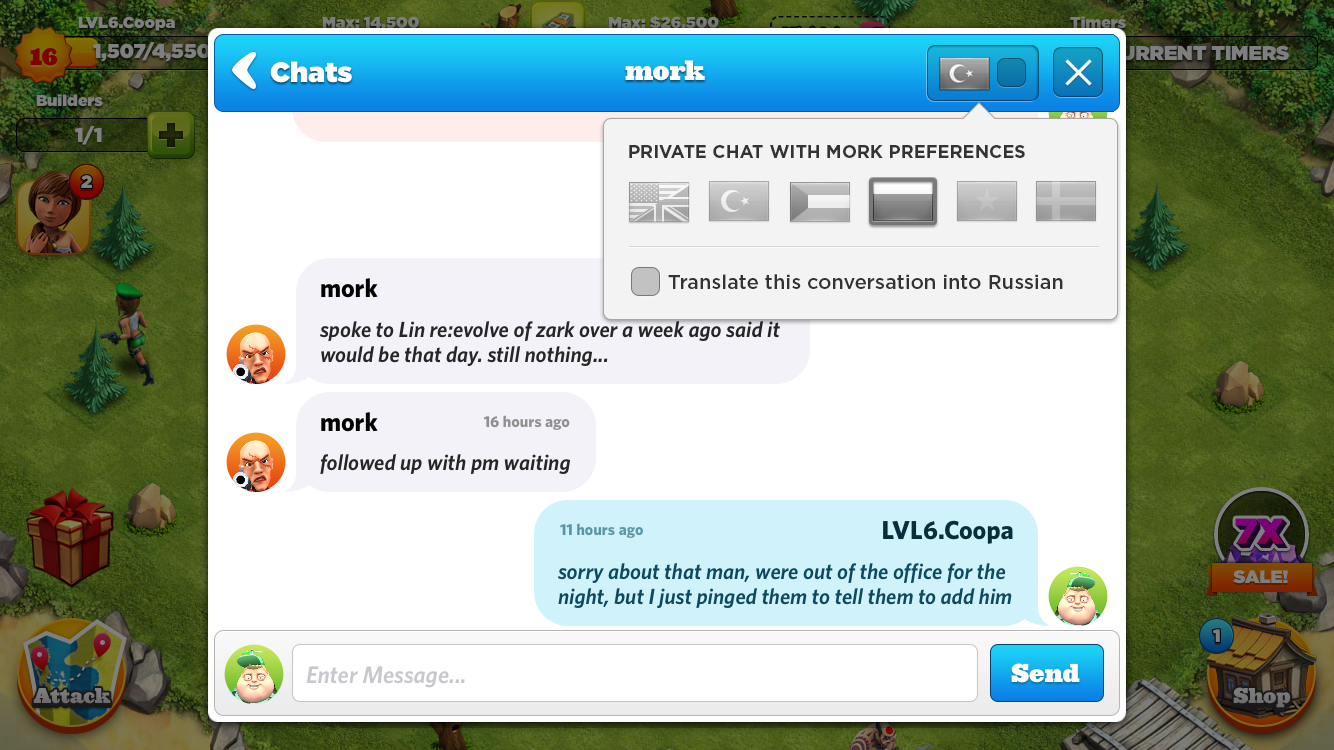 LVL6.Coopa
Max: 14,500
Max: $26,500
Timers
16
1,507/4,550
URRENT TIMERS
Chats
mork
Builders
1/1
2
PRIVATE CHAT WITH MORK PREFERENCES
Translate this conversation into Russian
mork
spoke to Lin re:evolve of zark over a week ago said it
would be that day. still nothing...
mork
16 hours ago
followed up with pm waiting
11 hours ago
LVL6.Coopa
sorry about that man, were out of the office for the
night, but I just pinged them to tell them to add him
7X
SALE!
Enter Message...
Send
Attack
1
Shop